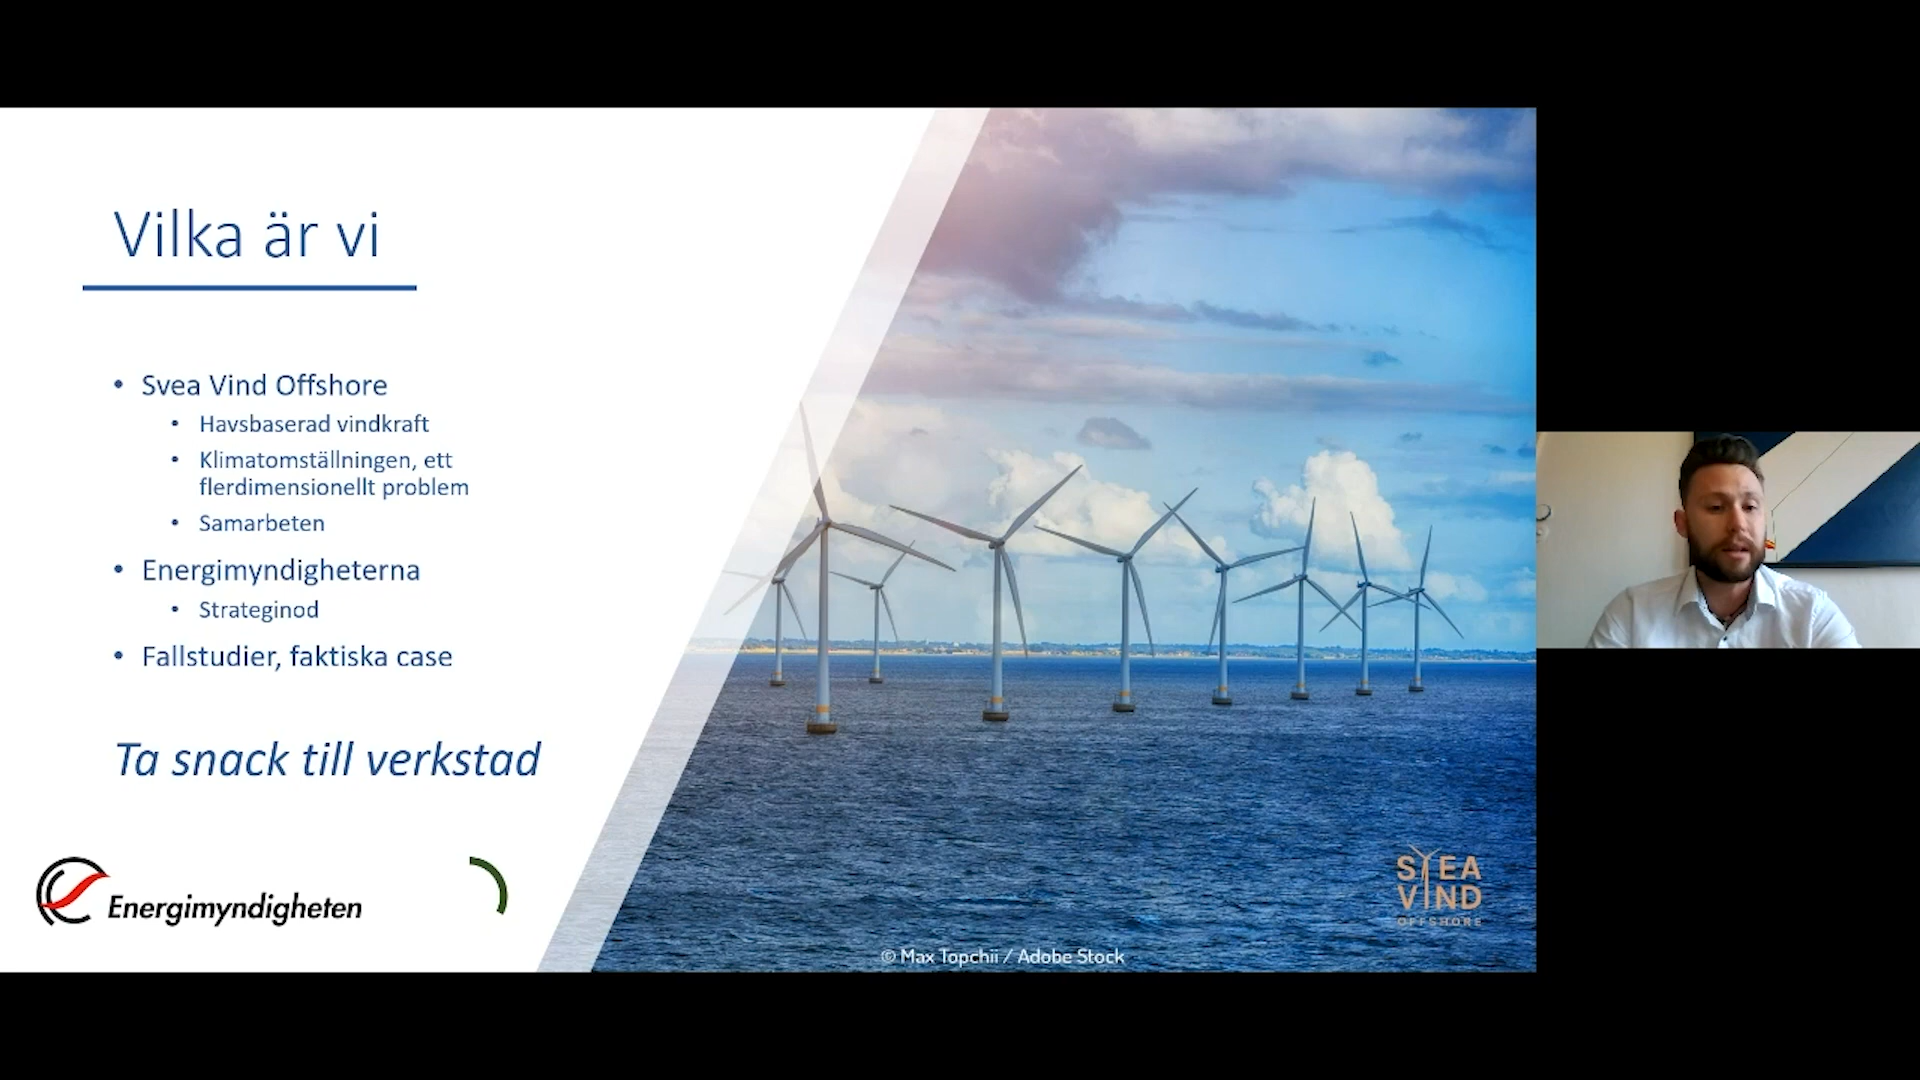 Vilka är vi
• Svea Vind Offshore
• Havsbaserad vindkraft
• Klimatomställningen, ett
flerdimensionellt problem
• Samarbeten
• Energimyndigheterna
• Strateginod
• Fallstudier, faktiska case
Ta snack till verkstad
Energimyndigheten
SVEA
VIND
OFFSHORE
© Max Topchii / Adobe Stock